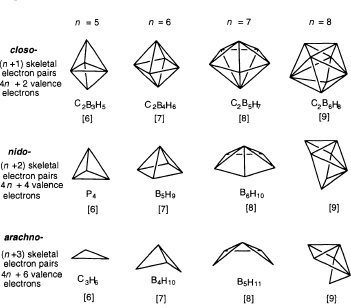 n = 5 n = 6 n = 7 n = 8
closo-
(n+1) skeletal
electron pairs
4n + 2 valence
electrons
C2B3H5 C2B4H6 C2B5H7 C2B6H8
[6] [7] [8] [9]
nido-
(n+2) skeletal
electron pairs
4n + 4 valence
electrons
P4 B5H9 B6H10
[6] [7] [8] [9]
arachno-
(n+3) skeletal
electron pairs
4n + 6 valence
electrons
C3H6 B4H10 B5H11
[6] [7] [8] [9]